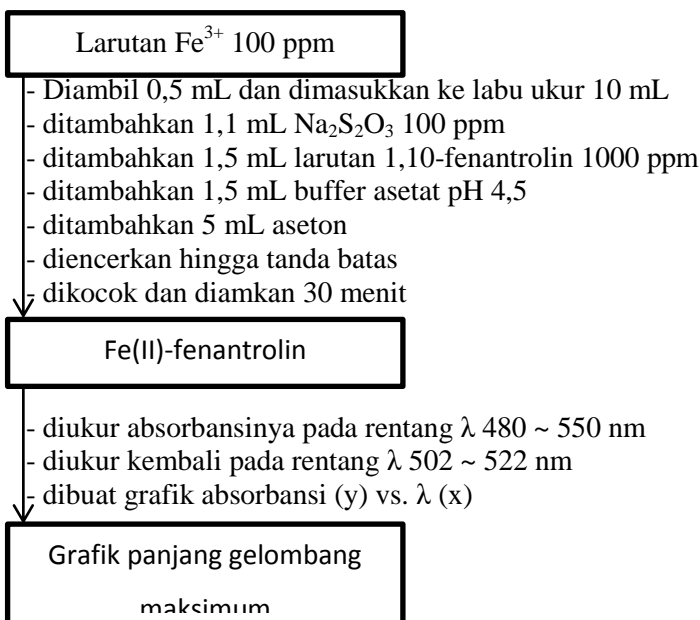 Larutan Fe³⁺ 100 ppm
- Diambil 0,5 mL dan dimasukkan ke labu ukur 10 mL
- ditambahkan 1,1 mL Na₂S₂O₃ 100 ppm
- ditambahkan 1,5 mL larutan 1,10-fenantrolin 1000 ppm
- ditambahkan 1,5 mL buffer asetat pH 4,5
- ditambahkan 5 mL aseton
- diencerkan hingga tanda batas
- dikocok dan diamkan 30 menit
Fe(II)-fenantrolin
- diukur absorbansinya pada rentang λ 480 ~ 550 nm
- diukur kembali pada rentang λ 502 ~ 522 nm
- dibuat grafik absorbansi (y) vs. λ (x)
Grafik panjang gelombang
maksimum